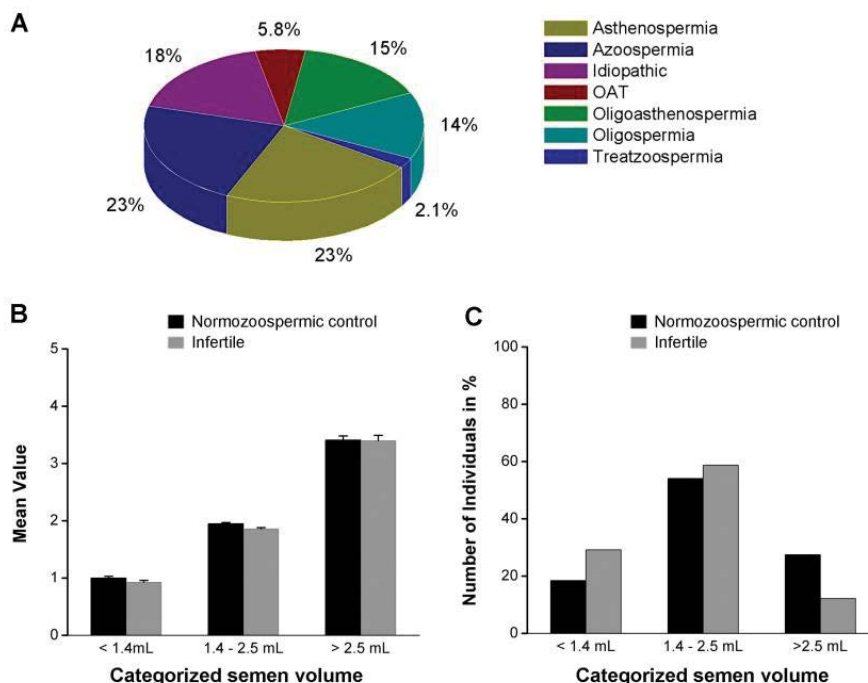 A
5.8%
15%
18%
14%
2.1%
23%
23%
Asthenospermia
Azoospermia
Idiopathic
OAT
Oligoasthenospermia
Oligospermia
Treatzoospermia
B
Normozoospermic control
Infertile
5
4
3
2
1
0
Mean Value
< 1.4mL
1.4 - 2.5 mL
> 2.5 mL
Categorized semen volume
C
Normozoospermic control
Infertile
100
80
60
40
20
0
Number of Individuals in %
< 1.4 mL
1.4 - 2.5 mL
>2.5 mL
Categorized semen volume